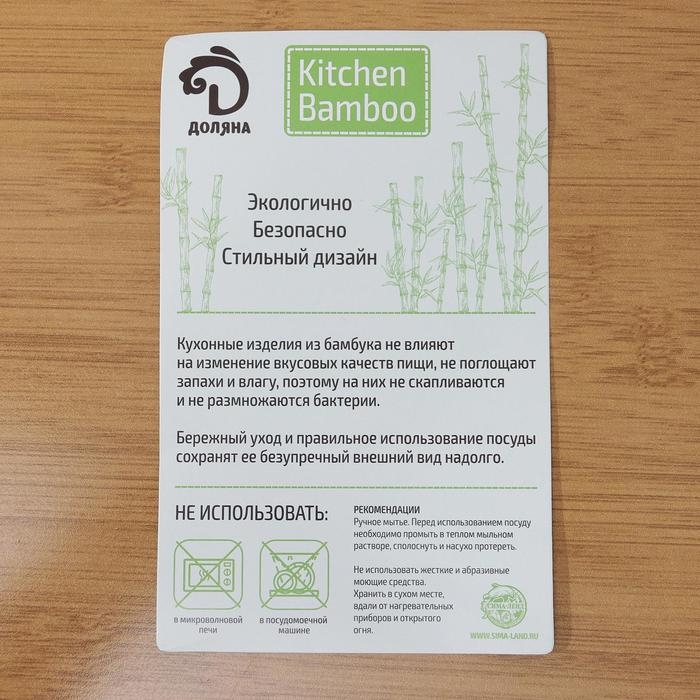 ДОЛЯНА
Kitchen
Bamboo
Экологично
Безопасно
Стильный дизайн
Кухонные изделия из бамбука не влияют
на изменение вкусовых качеств пищи, не поглощают
запахи и влагу, поэтому на них не скапливаются
и не размножаются бактерии.
Бережный уход и правильное использование посуды
сохранят ее безупречный внешний вид надолго.
НЕ ИСПОЛЬЗОВАТЬ:
в микроволновой
печи
в посудомоечной
машине
РЕКОМЕНДАЦИИ
Ручное мытье. Перед использованием посуду
необходимо промыть в теплом мыльном
растворе, сполоснуть и насухо протереть.
Не использовать жесткие и абразивные
моющие средства.
Хранить в сухом месте,
вдали от нагревательных
приборов и открытого
огня.
СИМА-ЛЕНД
WWW.SIMA-LAND.RU